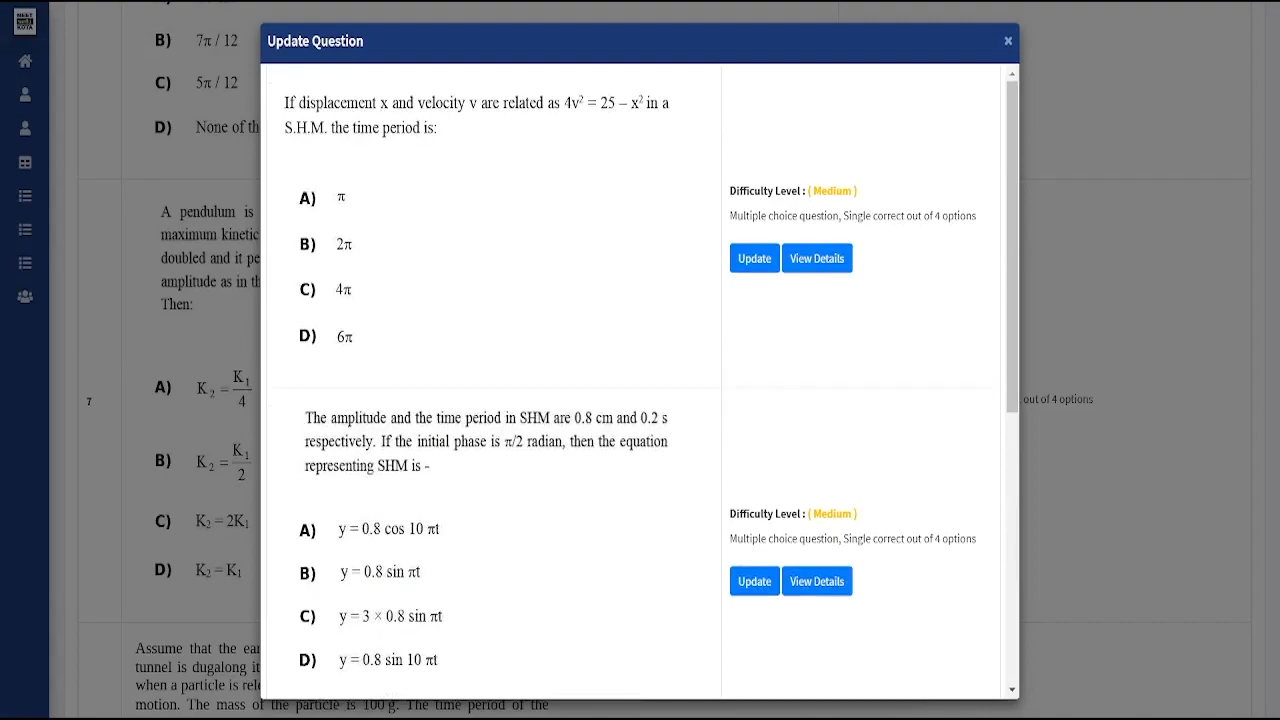 Update Question
×
B) 7π / 12
C) 5π / 12
D) None of th
A pendulum is
maximum kinetic
doubled and it pe
amplitude as in th
Then:
7
A) K₂ = K₁/4
B) K₂ = K₁/2
C) K₂ = 2K₁
D) K₂ = K₁
out of 4 options
Assume that the ear
tunnel is dugalong it
when a particle is rele
motion. The mass of the particle is 100 g. The time period of the
If displacement x and velocity v are related as 4v² = 25 – x² in a
S.H.M. the time period is:
A) π
B) 2π
C) 4π
D) 6π
Difficulty Level : ( Medium )
Multiple choice question, Single correct out of 4 options
Update View Details
The amplitude and the time period in SHM are 0.8 cm and 0.2 s
respectively. If the initial phase is π/2 radian, then the equation
representing SHM is -
A) y = 0.8 cos 10 πt
B) y = 0.8 sin πt
C) y = 3 × 0.8 sin πt
D) y = 0.8 sin 10 πt
Difficulty Level : ( Medium )
Multiple choice question, Single correct out of 4 options
Update View Details